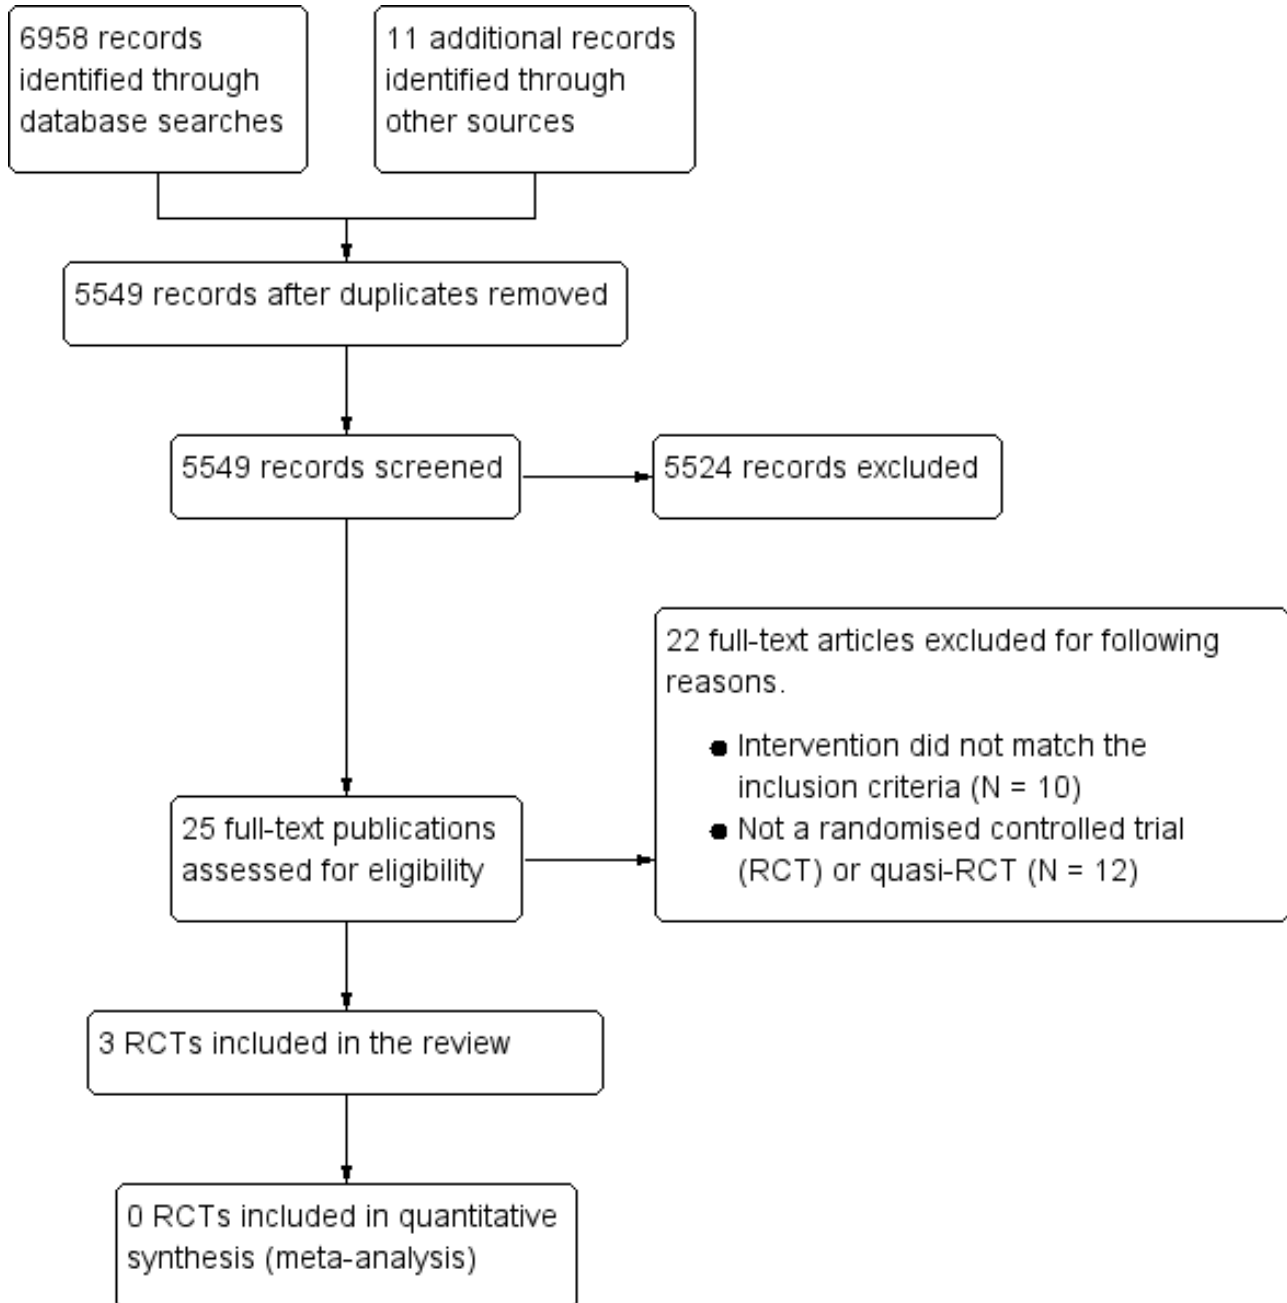 6958 records
identified through
database searches
11 additional records
identified through
other sources
5549 records after duplicates removed
5549 records screened
5524 records excluded
22 full-text articles excluded for following
reasons.
● Intervention did not match the
inclusion criteria (N = 10)
● Not a randomised controlled trial
(RCT) or quasi-RCT (N = 12)
25 full-text publications
assessed for eligibility
3 RCTs included in the review
0 RCTs included in quantitative
synthesis (meta-analysis)